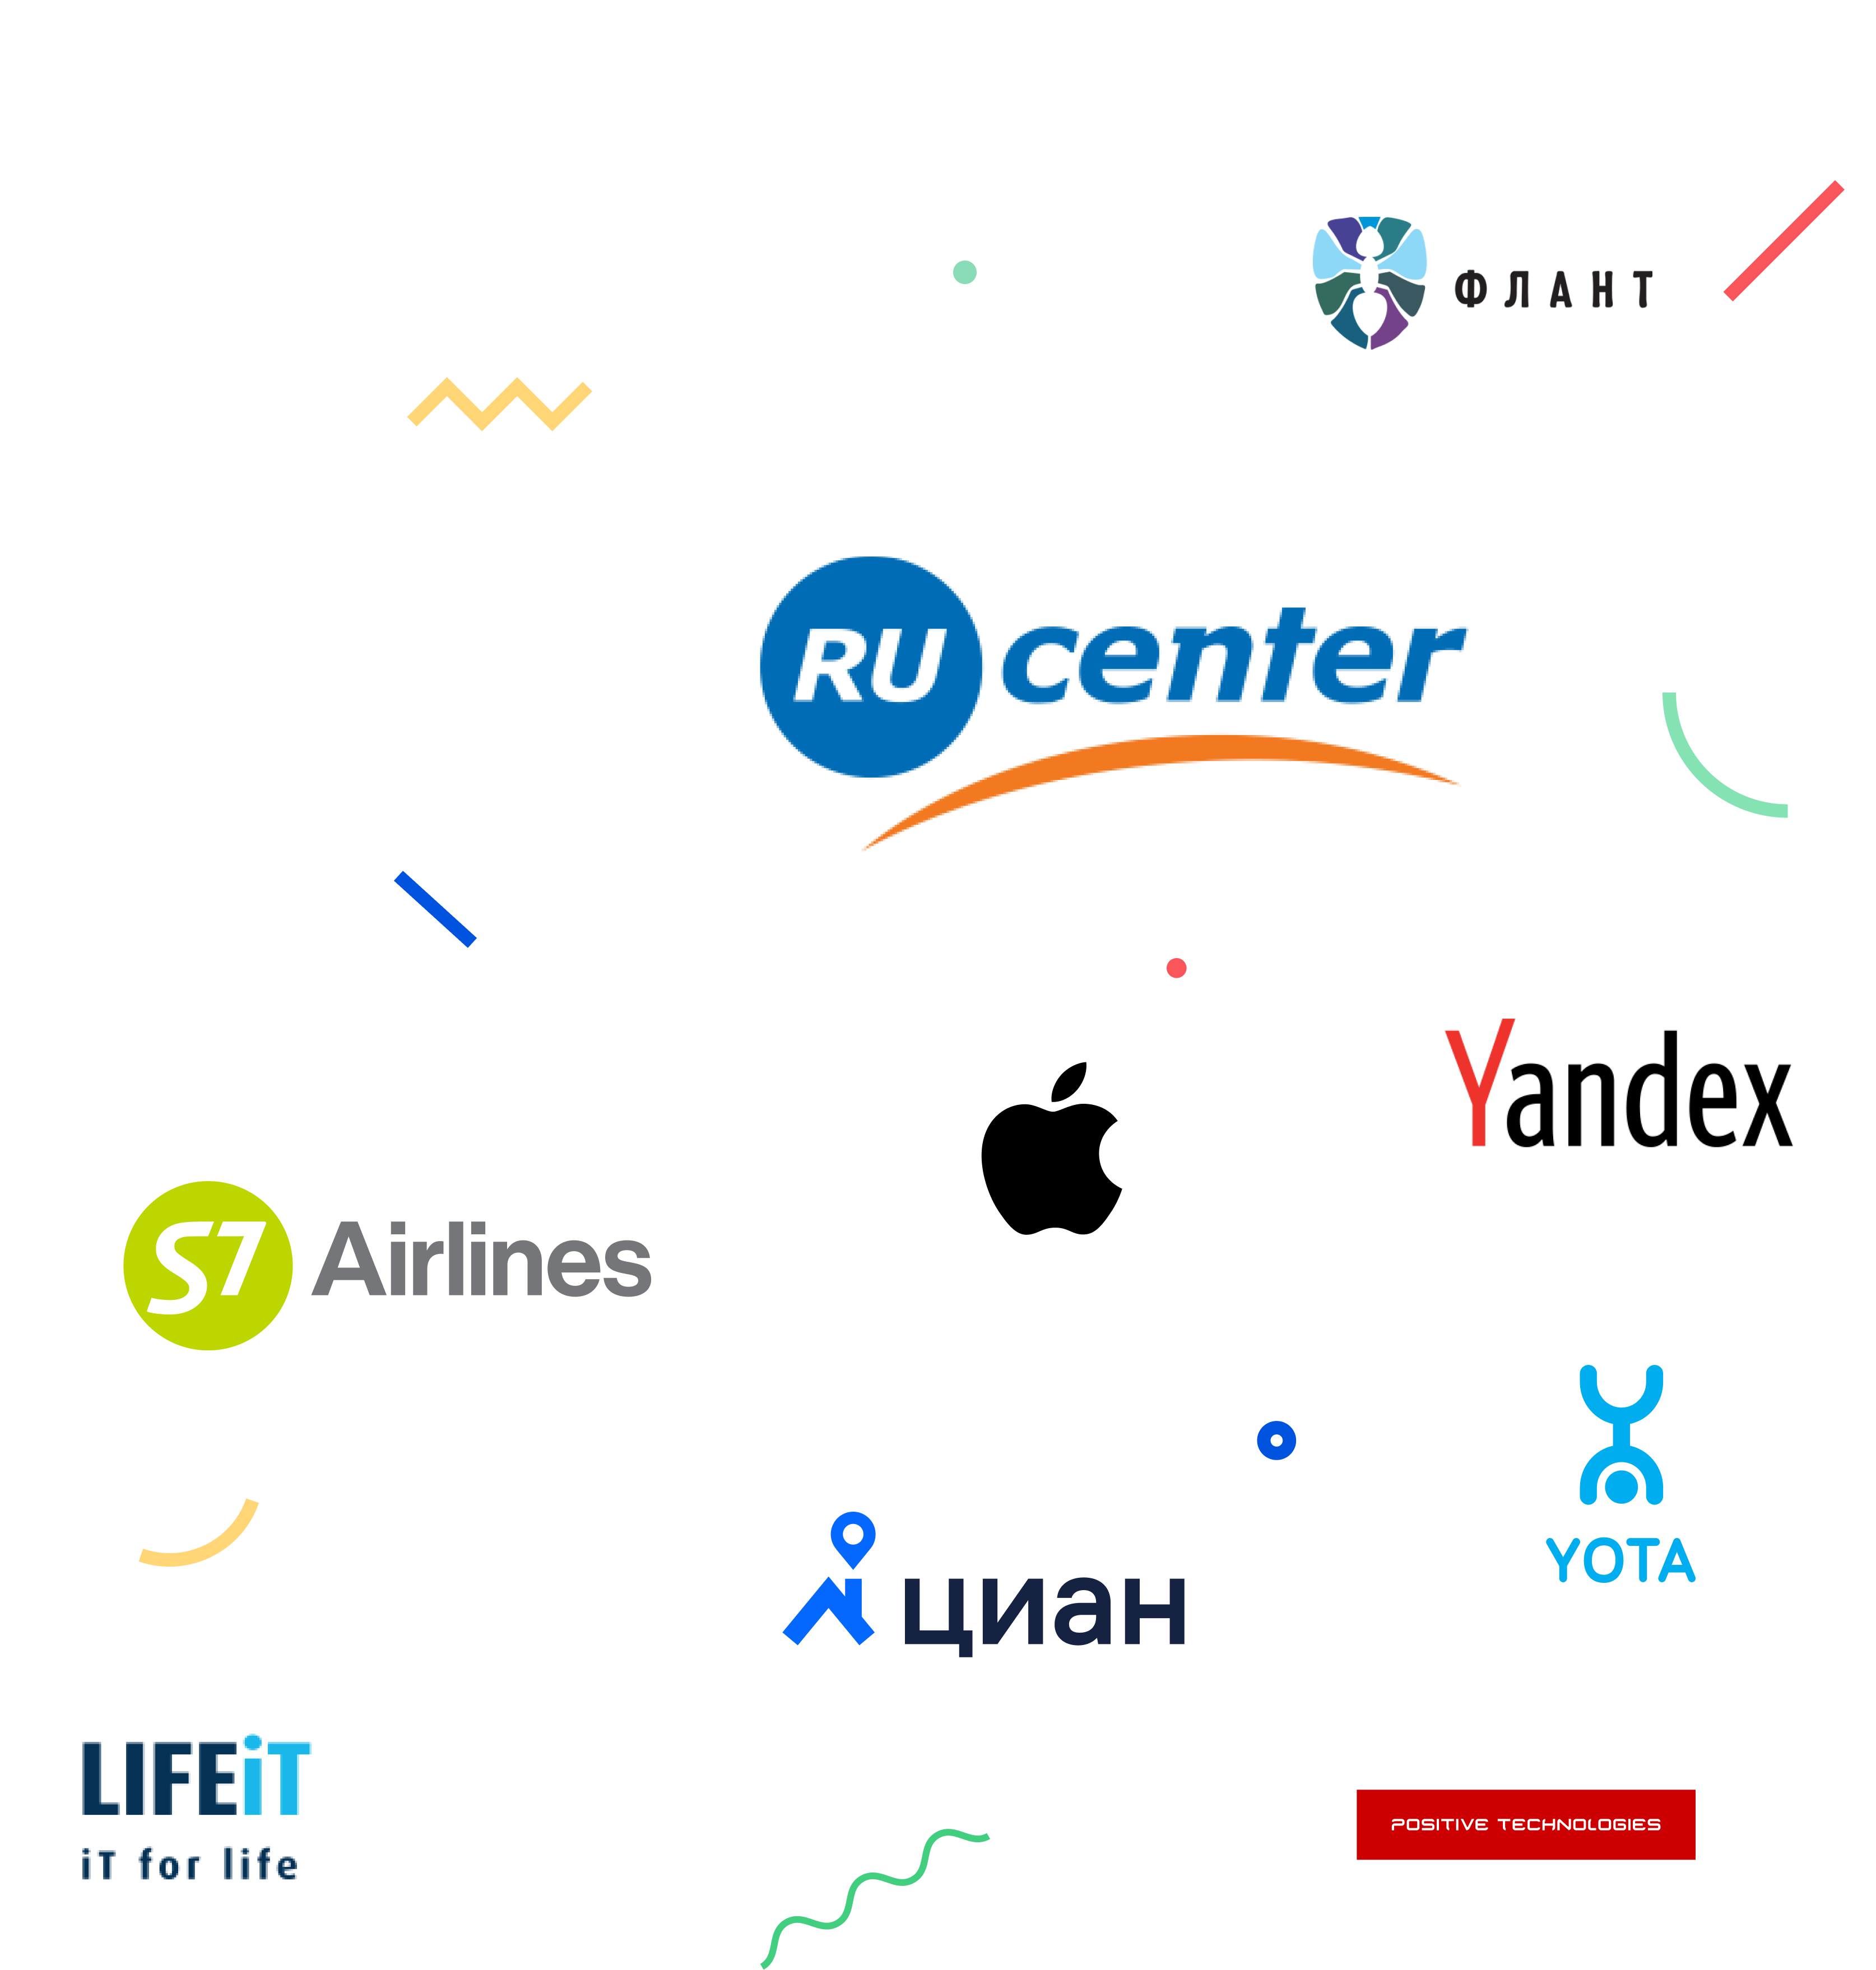 ФЛАНТ
RU center
Yandex
S7 Airlines
YOTA
циан
LIFEiT
iT for life
POSITIVE TECHNOLOGIES